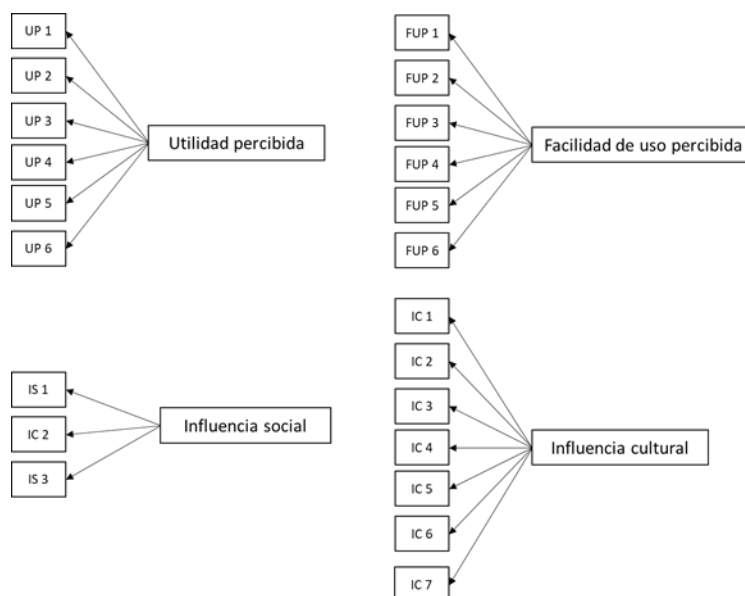 UP 1
UP 2
UP 3
UP 4
UP 5
UP 6
Utilidad percibida
FUP 1
FUP 2
FUP 3
FUP 4
FUP 5
FUP 6
Facilidad de uso percibida
IS 1
IC 2
IS 3
Influencia social
IC 1
IC 2
IC 3
IC 4
IC 5
IC 6
IC 7
Influencia cultural